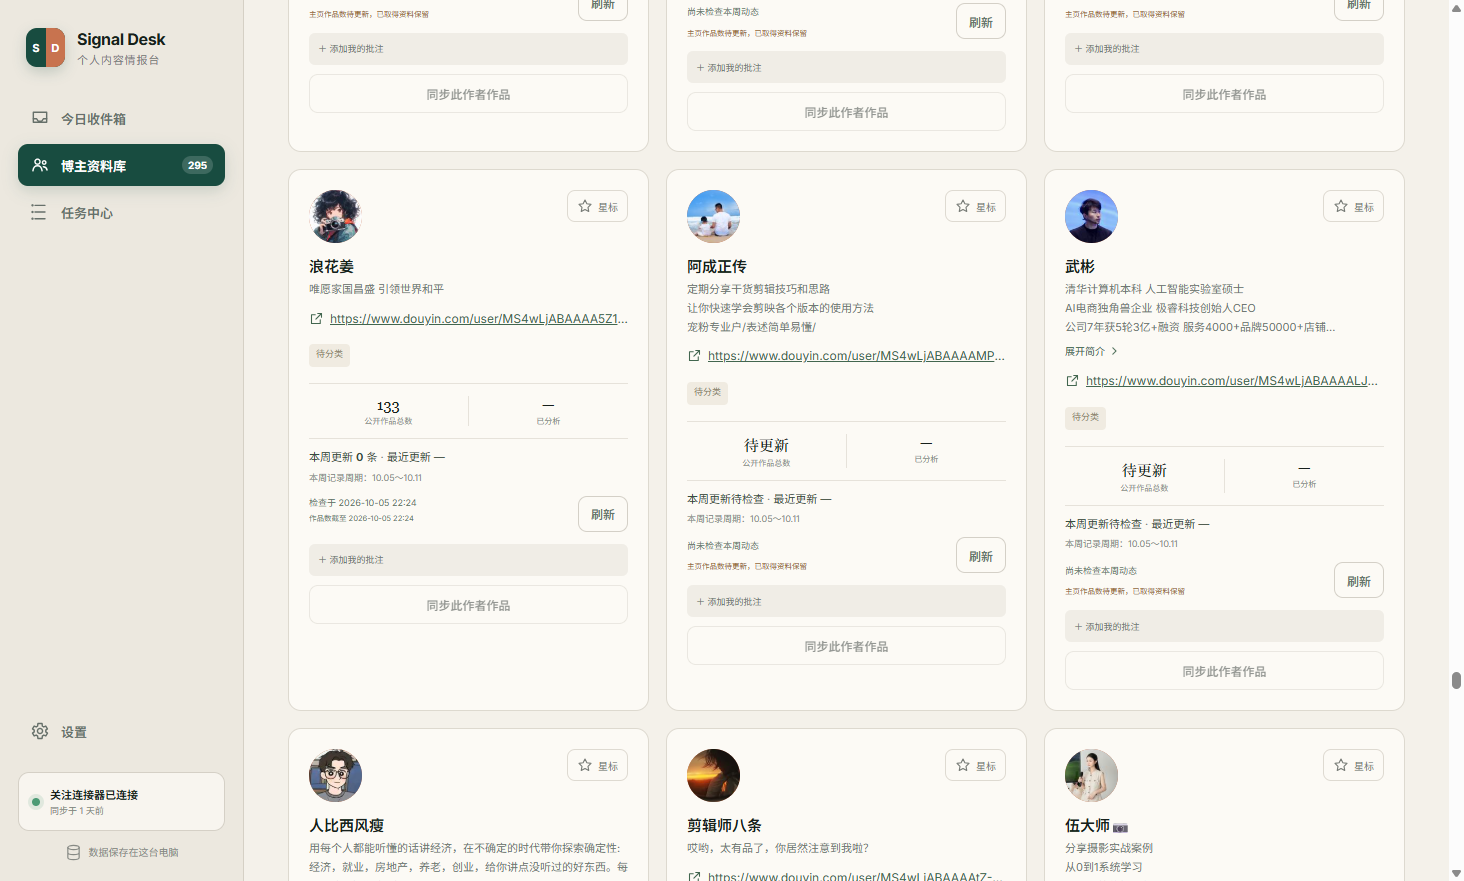 S D
Signal Desk
个人内容情报台
今日收件箱
博主资料库
295
任务中心
设置
关注连接器已连接
同步于 1 天前
数据保存在这台电脑
主页作品数待更新，已取得资料保留
刷新
+ 添加我的批注
同步此作者作品
尚未检查本周动态
主页作品数待更新，已取得资料保留
刷新
+ 添加我的批注
同步此作者作品
主页作品数待更新，已取得资料保留
刷新
+ 添加我的批注
同步此作者作品
星标
浪花姜
唯愿家国昌盛 引领世界和平
https://www.douyin.com/user/MS4wLjABAAAA5Z1...
待分类
133
公开作品总数
—
已分析
本周更新 0 条 · 最近更新 —
本周记录周期：10.05～10.11
检查于 2026-10-05 22:24
作品数截至 2026-10-05 22:24
刷新
+ 添加我的批注
同步此作者作品
星标
阿成正传
定期分享干货剪辑技巧和思路
让你快速学会剪映各个版本的使用方法
宠粉专业户/表述简单易懂/
https://www.douyin.com/user/MS4wLjABAAAAMP...
待分类
待更新
公开作品总数
—
已分析
本周更新待检查 · 最近更新 —
本周记录周期：10.05～10.11
尚未检查本周动态
主页作品数待更新，已取得资料保留
刷新
+ 添加我的批注
同步此作者作品
星标
武彬
清华计算机本科 人工智能实验室硕士
AI电商独角兽企业 极睿科技创始人CEO
公司7年获5轮3亿+融资 服务4000+品牌50000+店铺...
展开简介
https://www.douyin.com/user/MS4wLjABAAAALJ...
待分类
待更新
公开作品总数
—
已分析
本周更新待检查 · 最近更新 —
本周记录周期：10.05～10.11
尚未检查本周动态
主页作品数待更新，已取得资料保留
刷新
+ 添加我的批注
同步此作者作品
星标
人比西风瘦
用每个人都能听懂的话讲经济，在不确定的时代带你探索确定性:
经济，就业，房地产，养老，创业，给你讲点没听过的好东西。每
星标
剪辑师八条
哎哟，太有品了，你居然注意到我啦？
https://www.douyin.com/user/MS4wLjABAAAAtZ-...
星标
伍大师📷
分享摄影实战案例
从0到1系统学习